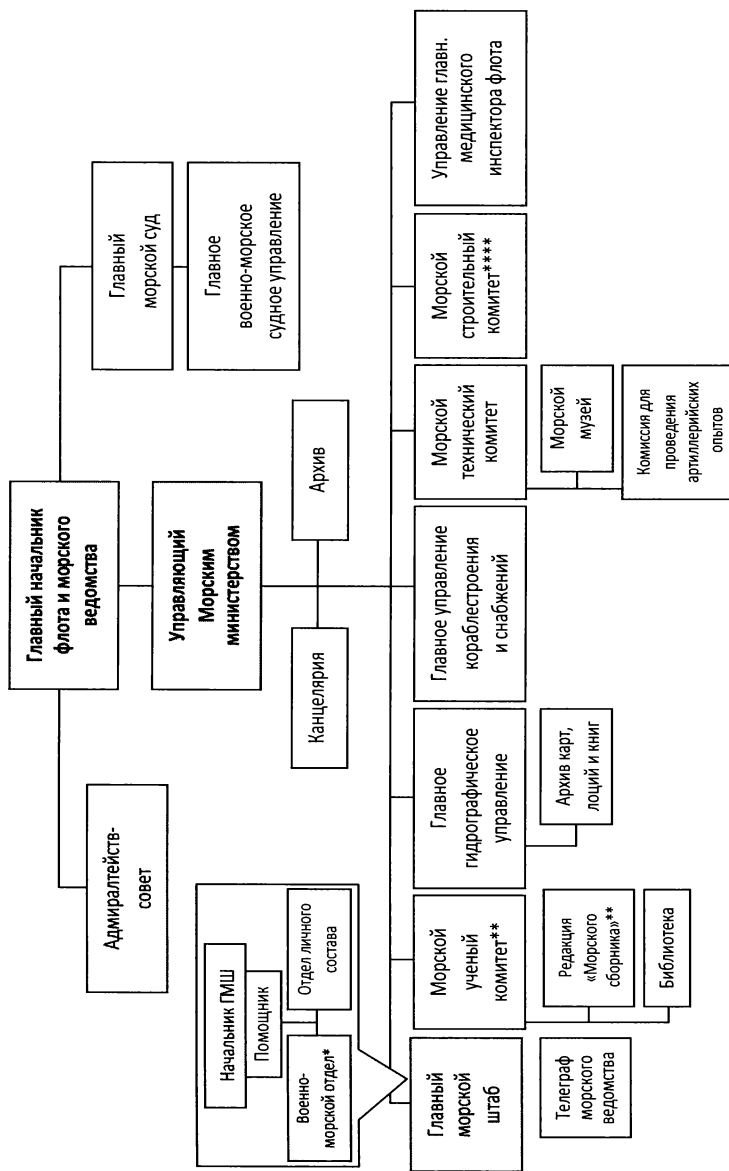 Главный начальник
флота и морского
ведомства
Адмиралтейств-
совет
Главный
морской суд
Главное
военно-морское
судное управление
Управляющий
Морским
министерством
Канцелярия
Архив
Начальник ГМШ
Помощник
Военно-
морской отдел*
Отдел личного
состава
Главный
морской
штаб
Телеграф
морского
ведомства
Морской
ученый
комитет**
Редакция
«Морского
сборника»**
Библиотека
Главное
гидрографическое
управление
Архив карт,
лоций и книг
Главное управление
кораблестроения
и снабжений
Морской
технический
комитет
Морской
музей
Комиссия для
проведения
артиллерийских
опытов
Морской
строительный
комитет****
Управление главн.
медицинского
инспектора флота